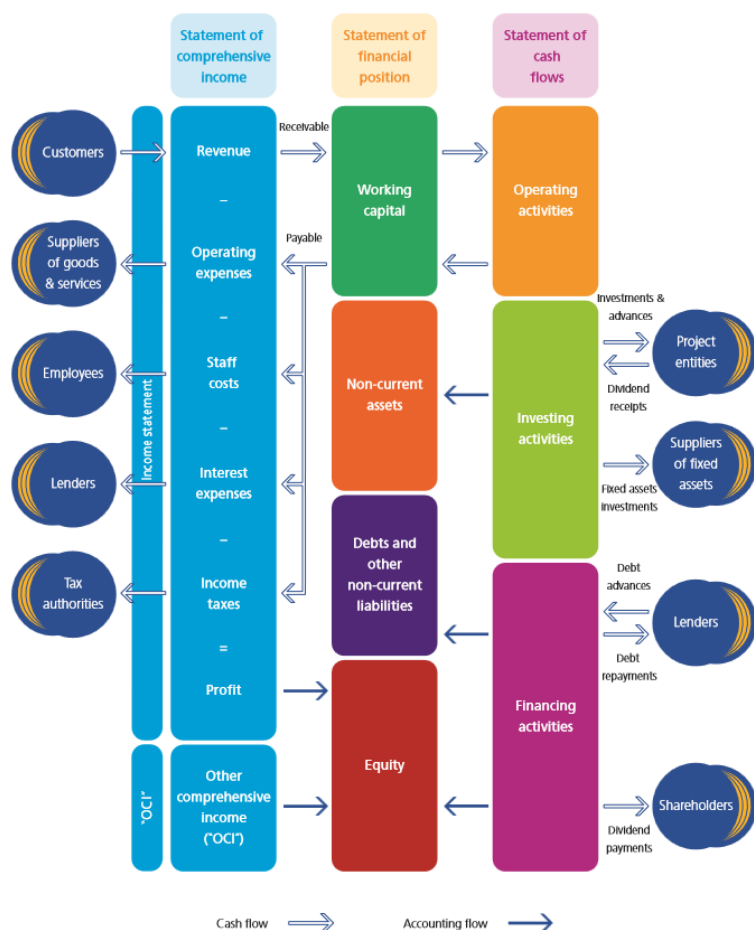 Statement of
comprehensive
income
Statement of
financial
position
Statement of
cash
flows
Customers
Suppliers
of goods
& services
Employees
Lenders
Tax
authorities
Income statement
"OCI"
Revenue
–
Operating
expenses
–
Staff
costs
–
Interest
expenses
–
Income
taxes
=
Profit
Other
comprehensive
income
("OCI")
Receivable
Payable
Working
capital
Non-current
assets
Debts and
other
non-current
liabilities
Equity
Operating
activities
Investing
activities
Financing
activities
Investments &
advances
Project
entities
Dividend
receipts
Suppliers
of fixed
assets
Fixed assets
investments
Debt
advances
Lenders
Debt
repayments
Shareholders
Dividend
payments
Cash flow
Accounting flow